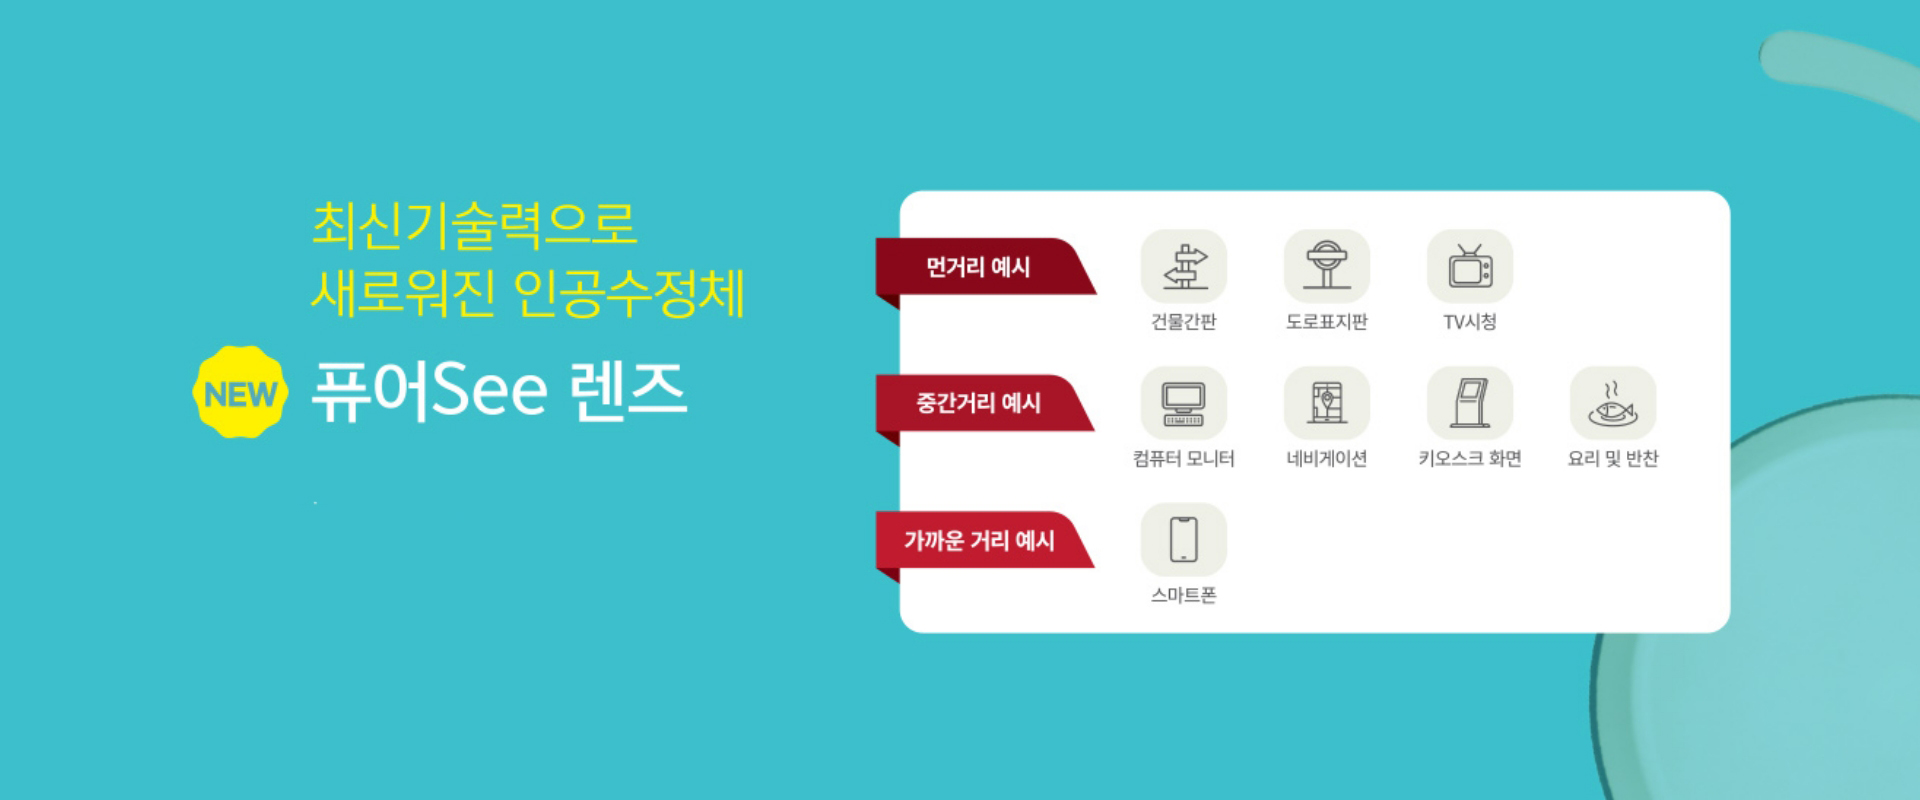 최신기술력으로
새로워진 인공수정체
NEW 퓨어See 렌즈
먼거리 예시
건물간판 도로표지판 TV시청
중간거리 예시
컴퓨터 모니터 네비게이션 키오스크 화면 요리 및 반찬
가까운 거리 예시
스마트폰